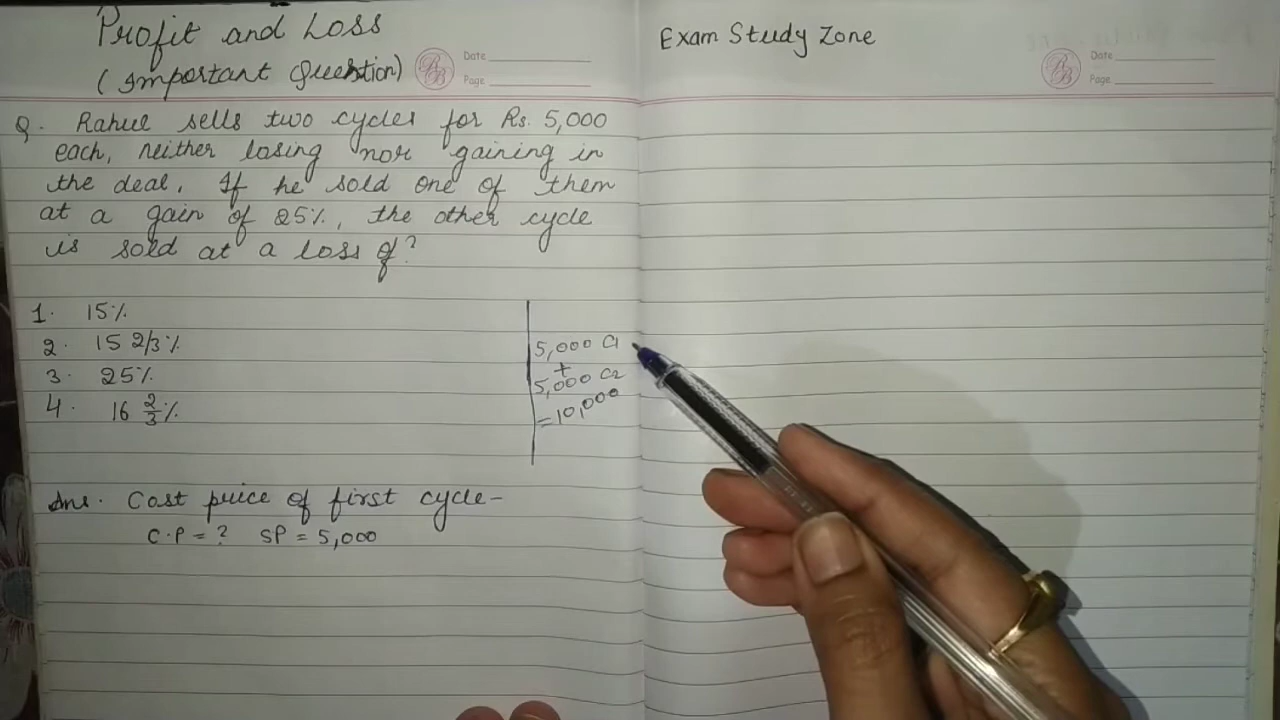 Profit and Loss
(Important Question)
Date
Page
Q. Rahul sells two cycles for Rs. 5,000
each, neither losing nor gaining in
the deal. If he sold one of them
at a gain of 25%, the other cycle
is sold at a loss of?
1. 15%
2. 15 2/3%
3. 25%
4. 16 2/3%
5,000 C1
+
5,000 C2
=10,000
Ans. Cost price of first cycle-
C.P = ? SP = 5,000
Exam Study Zone
Date
Page